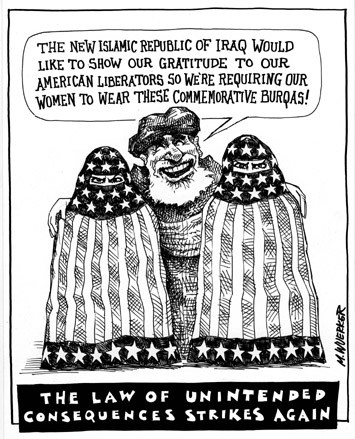 THE NEW ISLAMIC REPUBLIC OF IRAQ WOULD
LIKE TO SHOW OUR GRATITUDE TO OUR
AMERICAN LIBERATORS SO WE'RE REQUIRING OUR
WOMEN TO WEAR THESE COMMEMORATIVE BURQAS!
M.WUERKER
THE LAW OF UNINTENDED
CONSEQUENCES STRIKES AGAIN